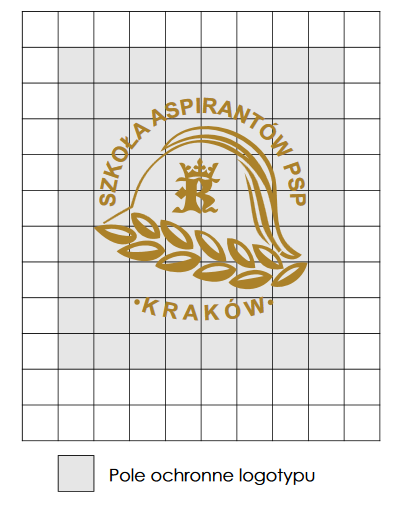 SZKOŁA ASPIRANTÓW PSP
R
•KRAKÓW•
Pole ochronne logotypu